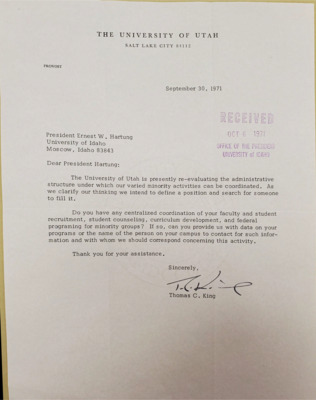 THE UNIVERSITY OF UTAH
SALT LAKE CITY 84112
PROVOST
September 30, 1971
RECEIVED
OCT 1971
OFFICE OF THE PRESIDENT
UNIVERSITY OF IDAHO
President Ernest W. Hartung
University of Idaho
Moscow, Idaho 83843
Dear President Hartung:
The University of Utah is presently re-evaluating the administrative
structure under which our varied minority activities can be coordinated. As
we clarify our thinking we intend to define a position and search for someone
to fill it.
Do you have any centralized coordination of your faculty and student
recruitment, student counseling, curriculum development, and federal
programing for minority groups? If so, can you provide us with data on your
programs or the name of the person on your campus to contact for such infor-
mation and with whom we should correspond concerning this activity.
Thank you for your assistance.
Sincerely,
T. C. King
Thomas C. King